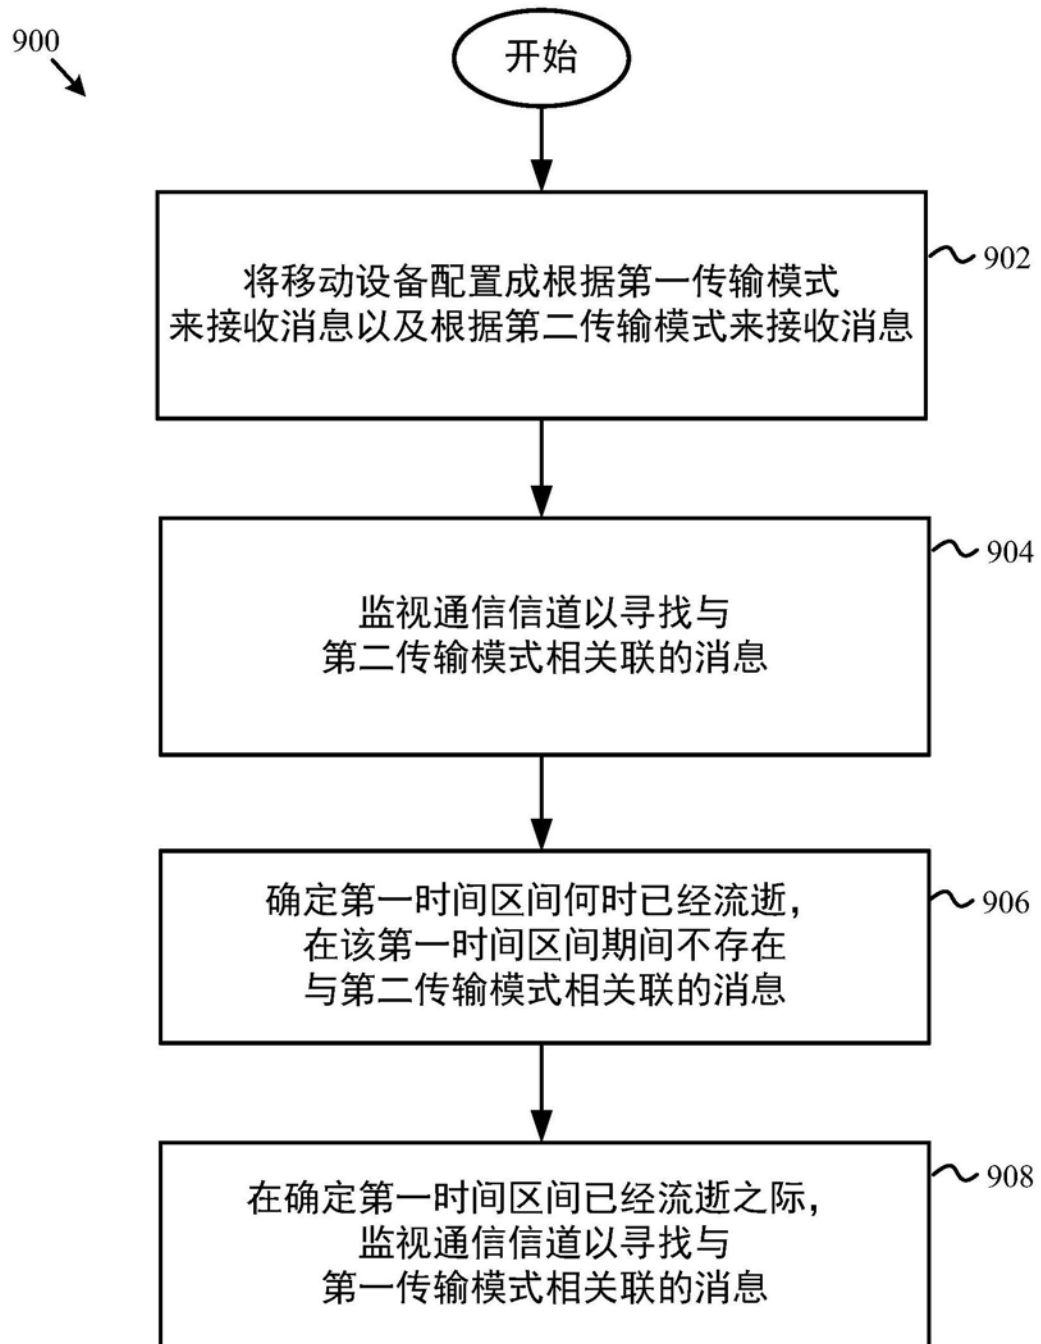 900
开始
将移动设备配置成根据第一传输模式
来接收消息以及根据第二传输模式来接收消息
902
监视通信信道以寻找与
第二传输模式相关联的消息
904
确定第一时间区间何时已经流逝，
在该第一时间区间期间不存在
与第二传输模式相关联的消息
906
在确定第一时间区间已经流逝之际，
监视通信信道以寻找与
第一传输模式相关联的消息
908